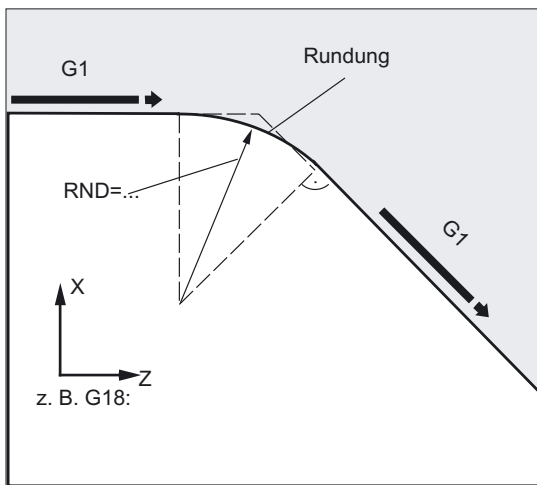 G1
Rundung
RND=...
G1
X
Z
z. B. G18: